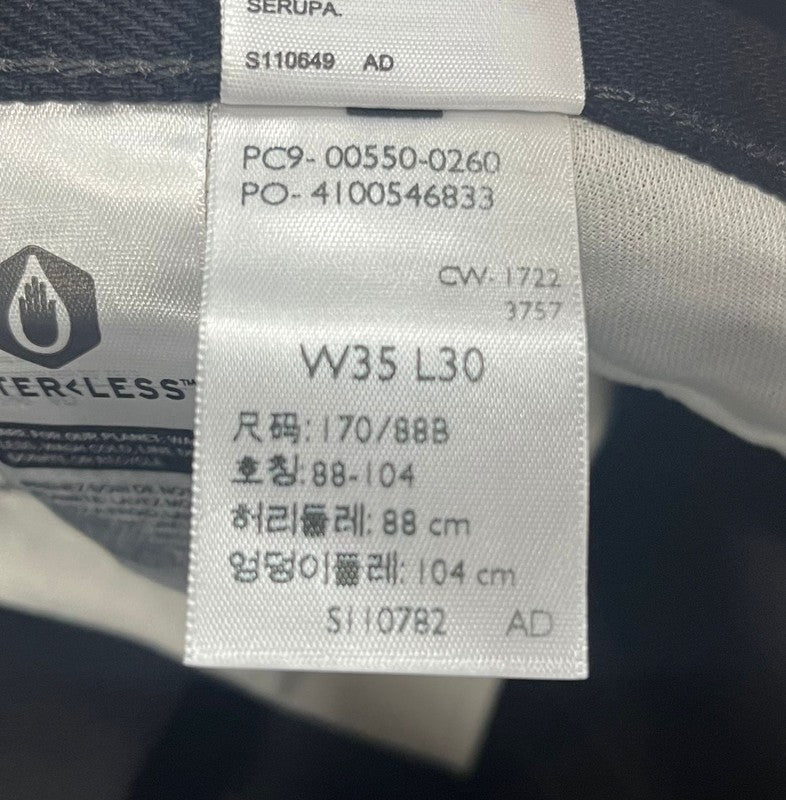 SERUPA.
S110649 AD
PC9- 00550-0260
PO- 4100546833
CW- 1722
3757
W35 L30
尺码: 170/88B
호칭: 88-104
허리둘레: 88 cm
엉덩이둘레: 104 cm
S110782 AD
TER<LESS™